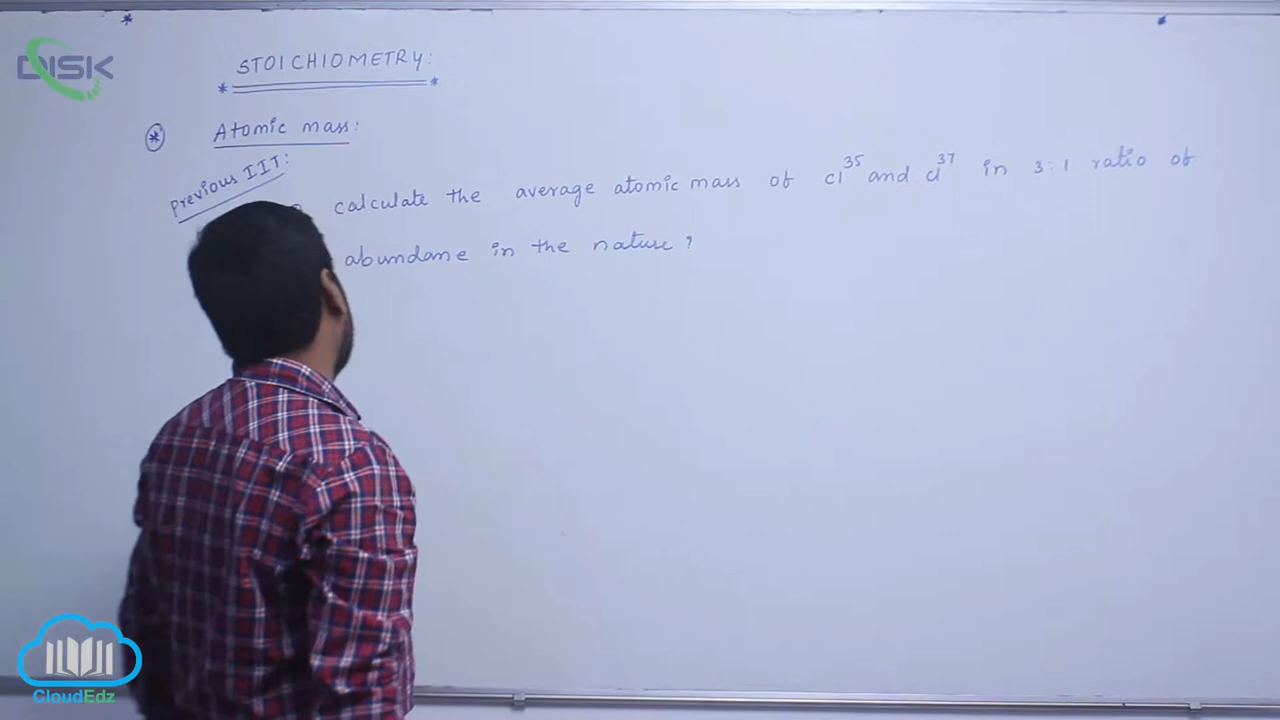 DISK
STOICHIOMETRY:
Atomic mass:
Previous IIT:
calculate the average atomic mass of cl³⁵ and cl³⁷ in 3:1 ratio of
abundane in the nature ?
CloudEdz